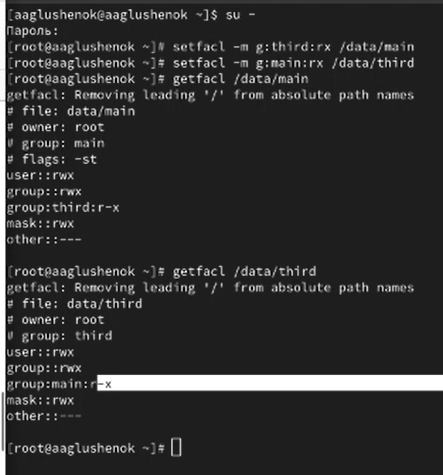 [aaglushenok@aaglushenok ~]$ su -
Пароль:
[root@aaglushenok ~]# setfacl -m g:third:rx /data/main
[root@aaglushenok ~]# setfacl -m g:main:rx /data/third
[root@aaglushenok ~]# getfacl /data/main
getfacl: Removing leading '/' from absolute path names
# file: data/main
# owner: root
# group: main
# flags: -st
user::rwx
group::rwx
group:third:r-x
mask::rwx
other::---
[root@aaglushenok ~]# getfacl /data/third
getfacl: Removing leading '/' from absolute path names
# file: data/third
# owner: root
# group: third
user::rwx
group::rwx
group:main:r-x
mask::rwx
other::---
[root@aaglushenok ~]#